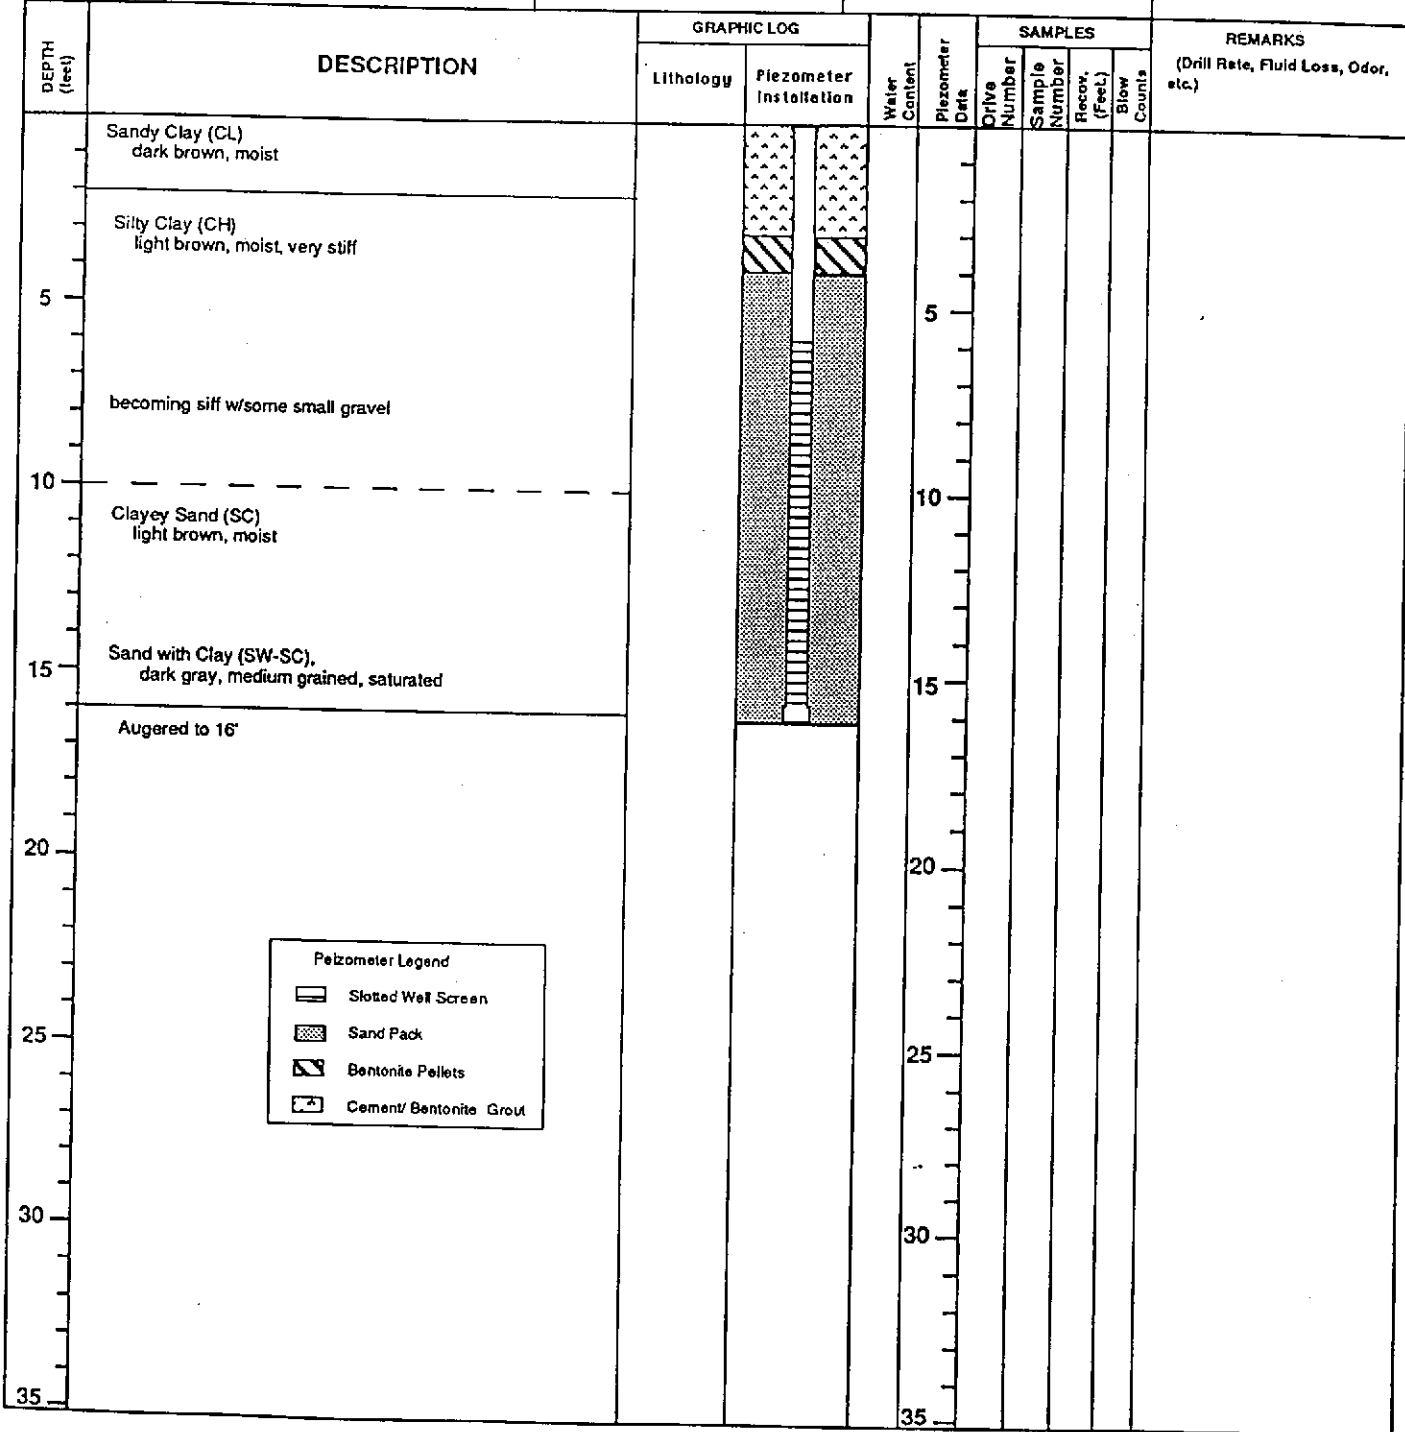 DEPTH
(feet)
DESCRIPTION
GRAPHIC LOG
Lithology
Piezometer
Installation
Water
Content
Piezometer
Data
SAMPLES
Drive
Number
Sample
Number
Recov.
(Feet.)
Blow
Counts
REMARKS
(Drill Rate, Fluid Loss, Odor,
etc.)
Sandy Clay (CL)
dark brown, moist
Silty Clay (CH)
light brown, moist, very stiff
5
5
becoming siff w/some small gravel
10
10
Clayey Sand (SC)
light brown, moist
Sand with Clay (SW-SC),
dark gray, medium grained, saturated
15
15
Augered to 16'
20
20
Peizometer Legend
Slotted Well Screen
Sand Pack
Bentonite Pellets
Cement/ Bentonite Grout
25
25
30
30
35
35